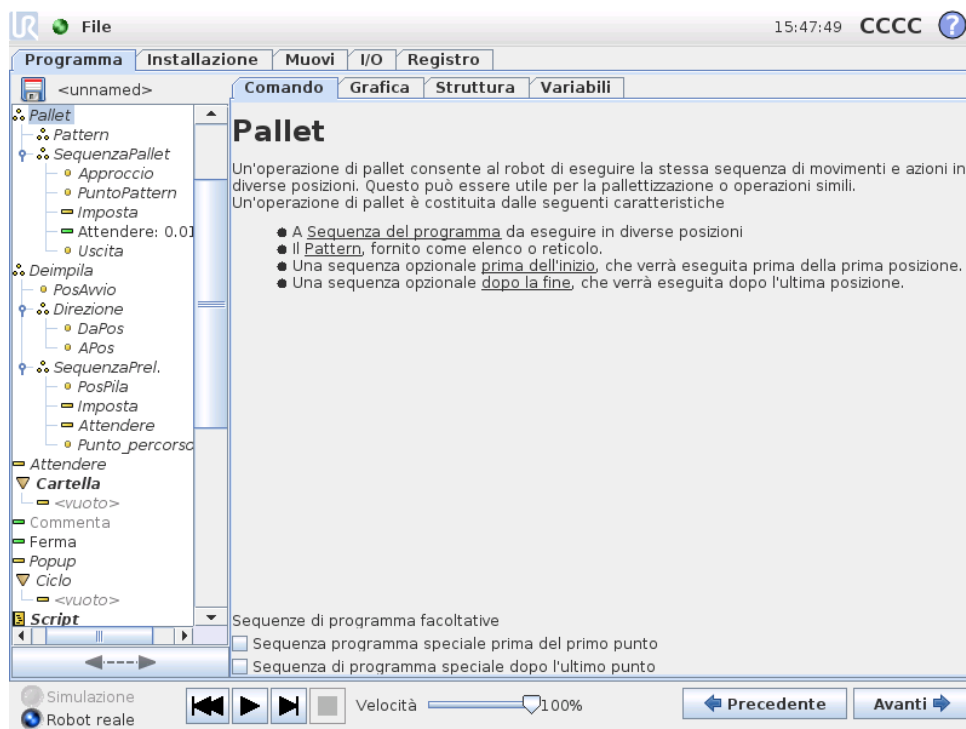 UR File 15:47:49 CCCC ?
Programma Installazione Muovi I/O Registro
<unnamed>
Comando Grafica Struttura Variabili
Pallet
Pattern
SequenzaPallet
Approccio
PuntoPattern
Imposta
Attendere: 0.01
Uscita
Deimpila
PosAvvio
Direzione
DaPos
APos
SequenzaPrel.
PosPila
Imposta
Attendere
Punto_percorso
Attendere
Cartella
<vuoto>
Commenta
Ferma
Popup
Ciclo
<vuoto>
Script
Pallet
Un'operazione di pallet consente al robot di eseguire la stessa sequenza di movimenti e azioni in
diverse posizioni. Questo può essere utile per la pallettizzazione o operazioni simili.
Un'operazione di pallet è costituita dalle seguenti caratteristiche
● A Sequenza del programma da eseguire in diverse posizioni
● Il Pattern, fornito come elenco o reticolo.
● Una sequenza opzionale prima dell'inizio, che verrà eseguita prima della prima posizione.
● Una sequenza opzionale dopo la fine, che verrà eseguita dopo l'ultima posizione.
Sequenze di programma facoltative
Sequenza programma speciale prima del primo punto
Sequenza di programma speciale dopo l'ultimo punto
Simulazione
Robot reale
Velocità 100%
Precedente Avanti